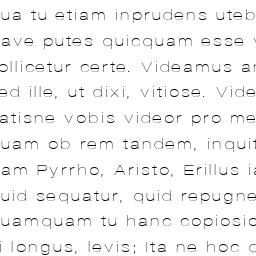 ua tu etiam inprudens uteb
ave putes quicquam esse v
ollicetur certe. Videamus an
ed ille, ut dixi, vitiose. Vide
atisne vobis videor pro me
uam ob rem tandem, inquit
am Pyrrho, Aristo, Erillus ia
uid sequatur, quid repugne
uamquam tu hanc copiosio
i longus, levis; Ita ne hoc c